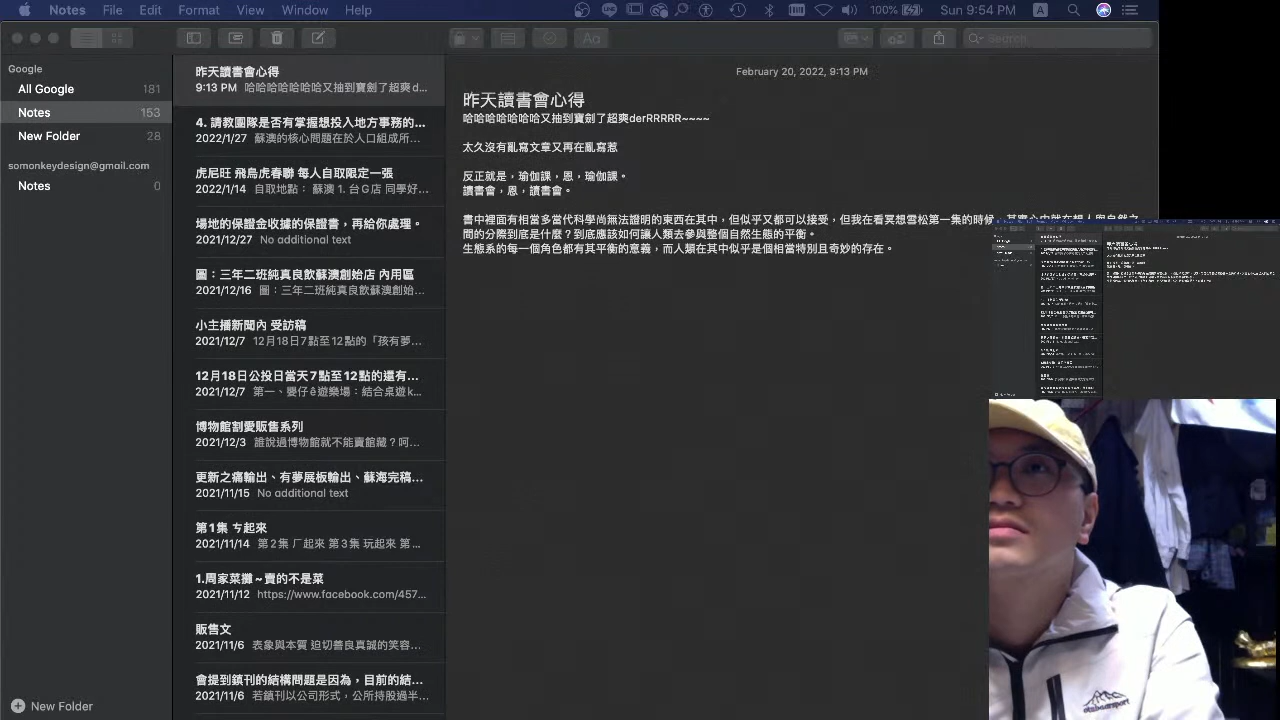 Notes File Edit Format View Window Help
100% Sun 9:54 PM A
Aa
Search
Google
All Google 181
Notes 153
New Folder 28
somonkeydesign@gmail.com
Notes 0
New Folder
昨天讀書會心得
9:13 PM 哈哈哈哈哈哈哈又抽到寶劍了超爽d...
4. 請教團隊是否有掌握想投入地方事務的...
2022/1/27 蘇澳的核心問題在於人口組成所...
虎尼旺 飛鳥虎春聯 每人自取限定一張
2022/1/14 自取地點： 蘇澳 1. 台G店 同學好...
場地的保證金收據的保證書，再給你處理。
2021/12/27 No additional text
圖：三年二班純真良飲蘇澳創始店 內用區
2021/12/16 圖：三年二班純真良飲蘇澳創始...
小主播新聞內 受訪稿
2021/12/7 12月18日7點至12點的「孩有夢...
12月18日公投日當天7點至12點的還有...
2021/12/7 第一、嬰仔ê遊樂場：結合桌遊k...
博物館割愛販售系列
2021/12/3 誰說過博物館就不能賣館藏？呵...
更新之痛輸出、有夢展板輸出、蘇海完稿...
2021/11/15 No additional text
第1集 ㄘ起來
2021/11/14 第２集 ㄏ起來 第３集 玩起來 第...
1.周家菜攤～賣的不是菜
2021/11/12 https://www.facebook.com/457...
販售文
2021/11/6 表象與本質 迫切善良真誠的笑容...
會提到鎮刊的結構問題是因為，目前的結...
2021/11/6 若鎮刊以公司形式，公所持股過半...
February 20, 2022, 9:13 PM
昨天讀書會心得
哈哈哈哈哈哈哈又抽到寶劍了超爽derRRRRR~~~~
太久沒有亂寫文章又再在亂寫惹
反正就是，瑜伽課，恩，瑜伽課。
讀書會，恩，讀書會。
書中裡面有相當多當代科學尚無法證明的東西在其中，但似乎又都可以接受，但我在看冥想雪松第一集的時候，其實心中就在想人與自然之
間的分際到底是什麼？到底應該如何讓人類去參與整個自然生態的平衡。
生態系的每一個角色都有其平衡的意義，而人類在其中似乎是個相當特別且奇妙的存在。